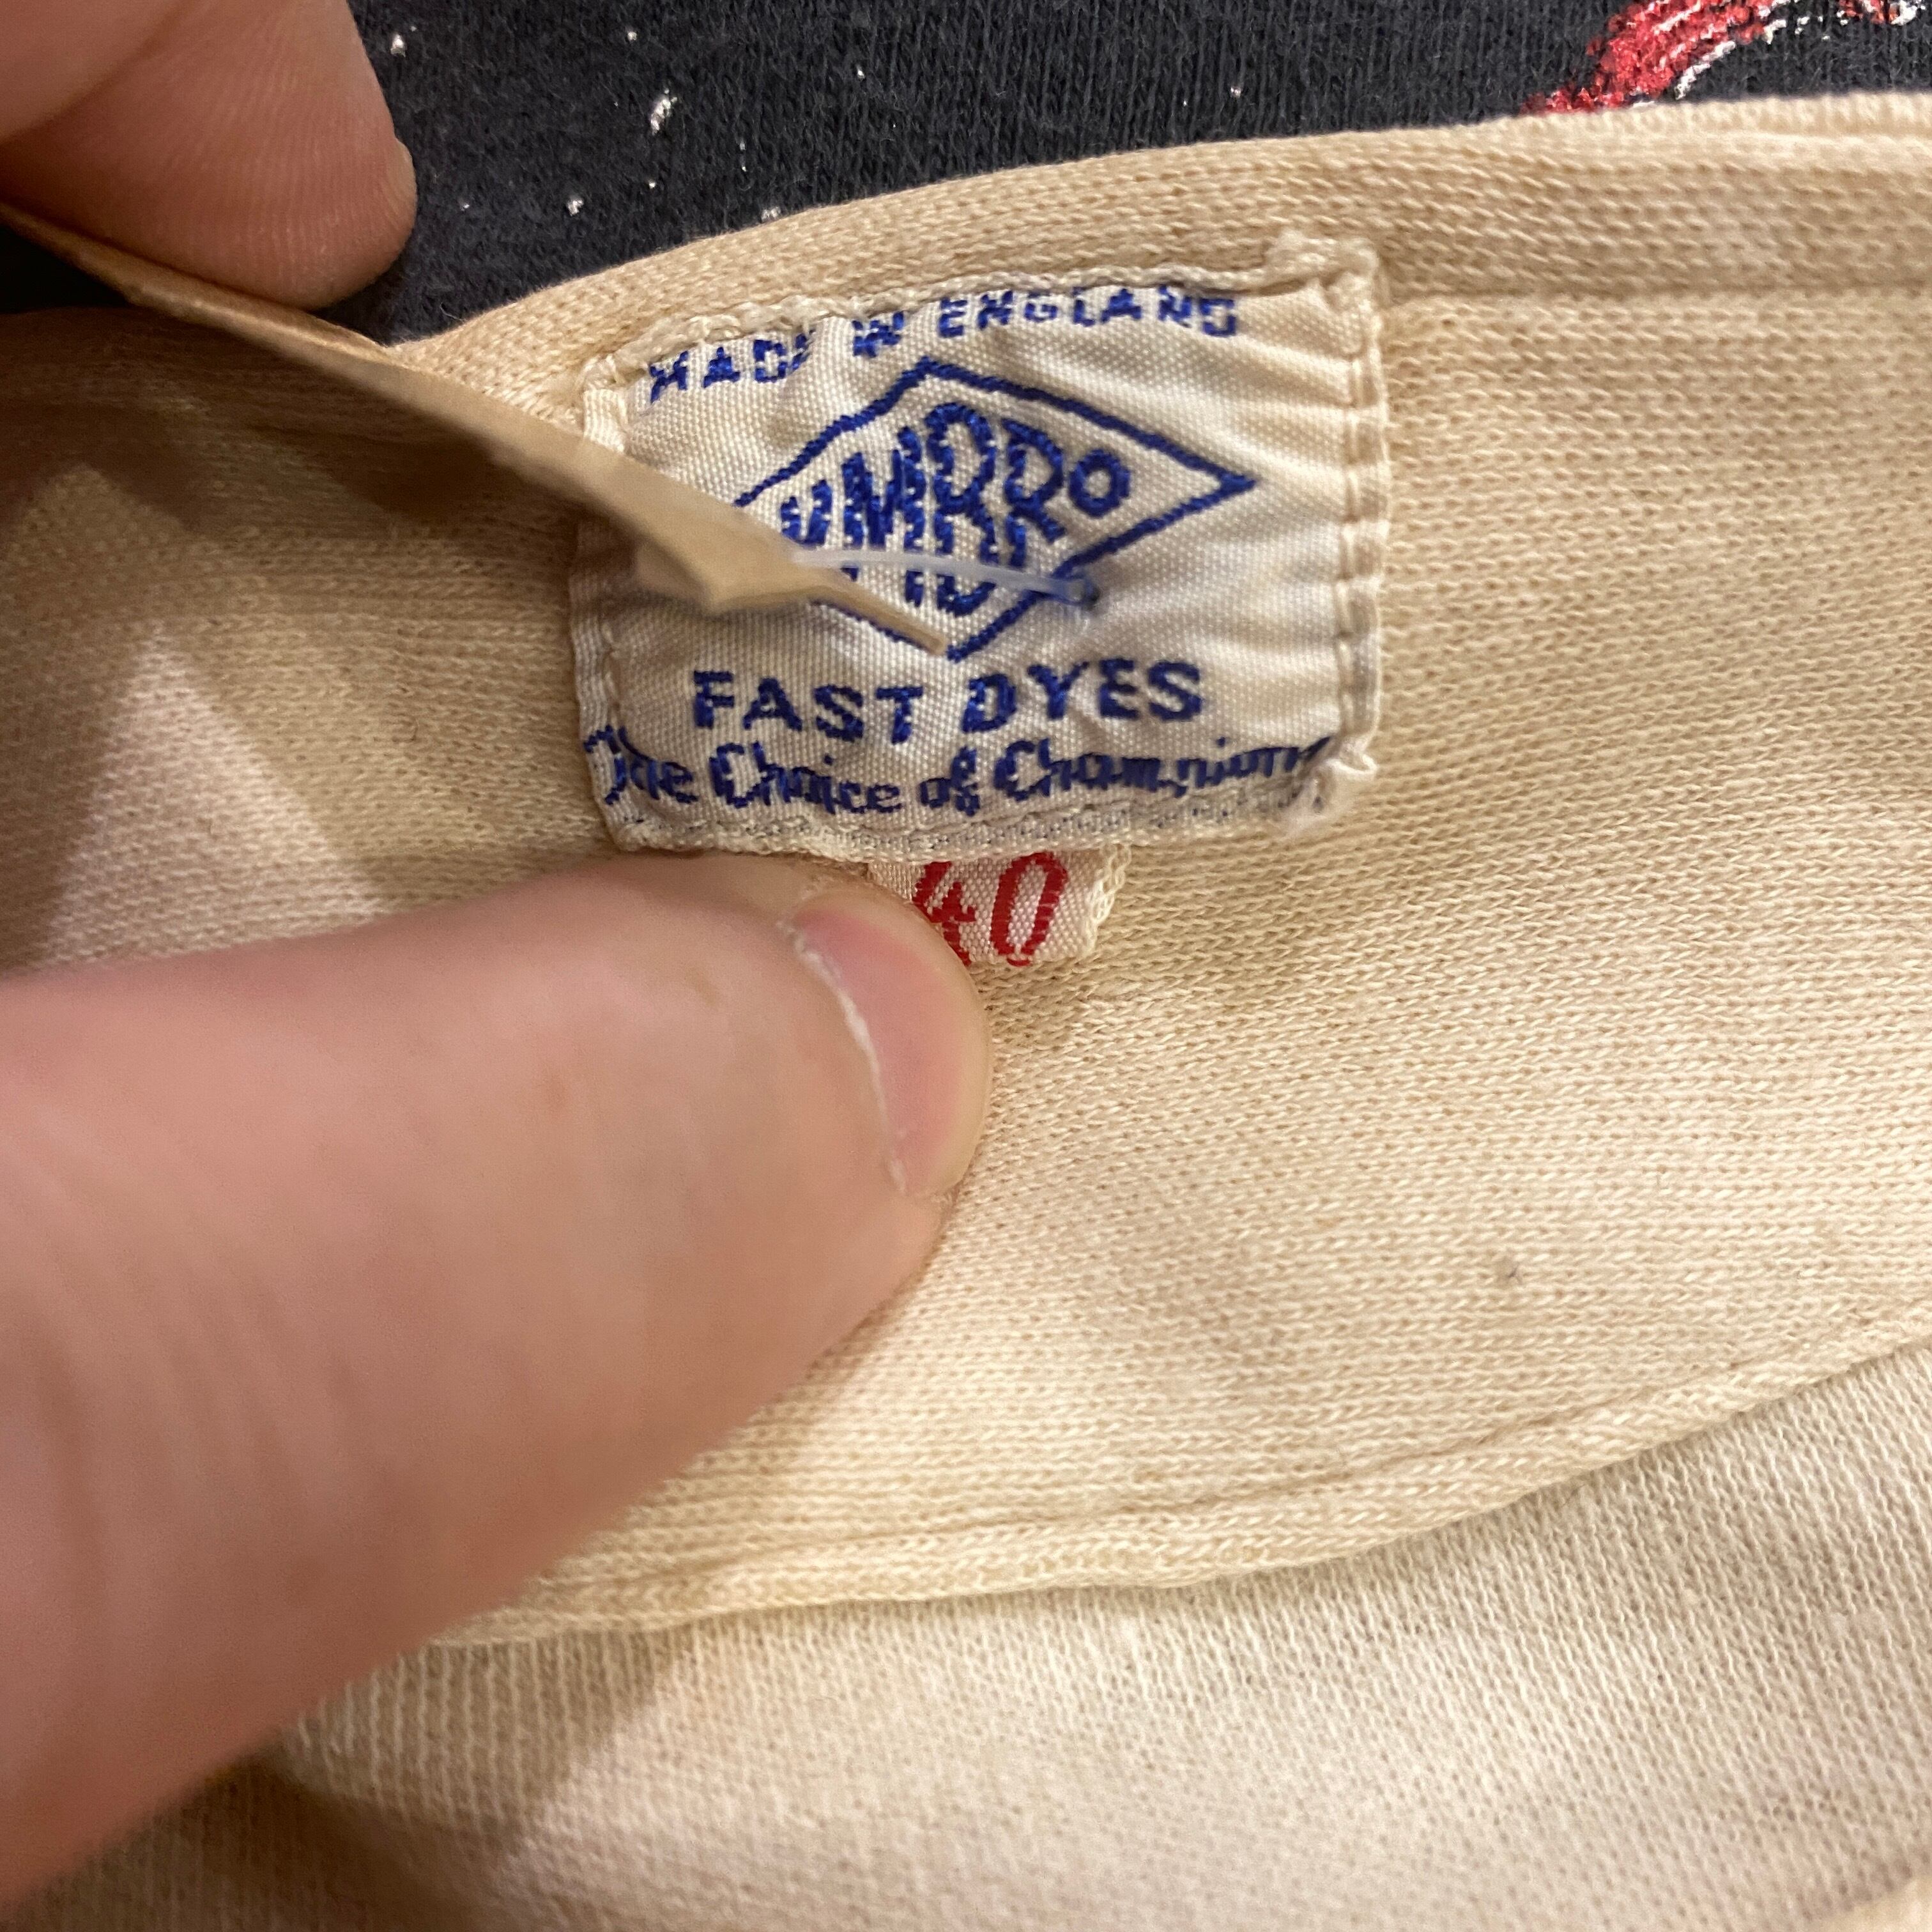 MADE IN ENGLAND
UMBRO
FAST DYES
The Choice of Champions
40